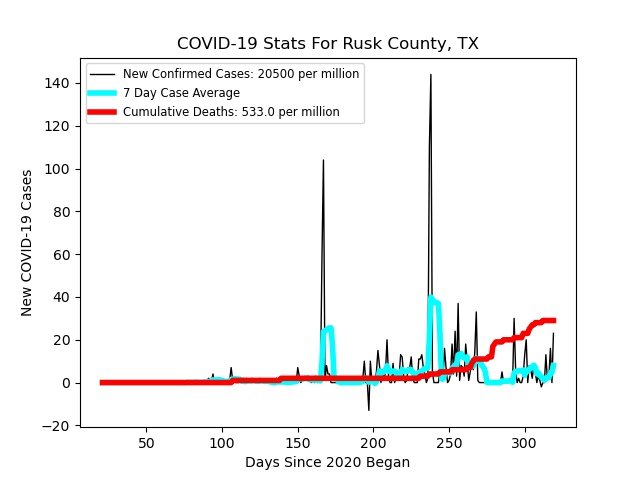 COVID-19 Stats For Rusk County, TX
New Confirmed Cases: 20500 per million
7 Day Case Average
Cumulative Deaths: 533.0 per million
New COVID-19 Cases
140
120
100
80
60
40
20
0
−20
50 100 150 200 250 300
Days Since 2020 Began